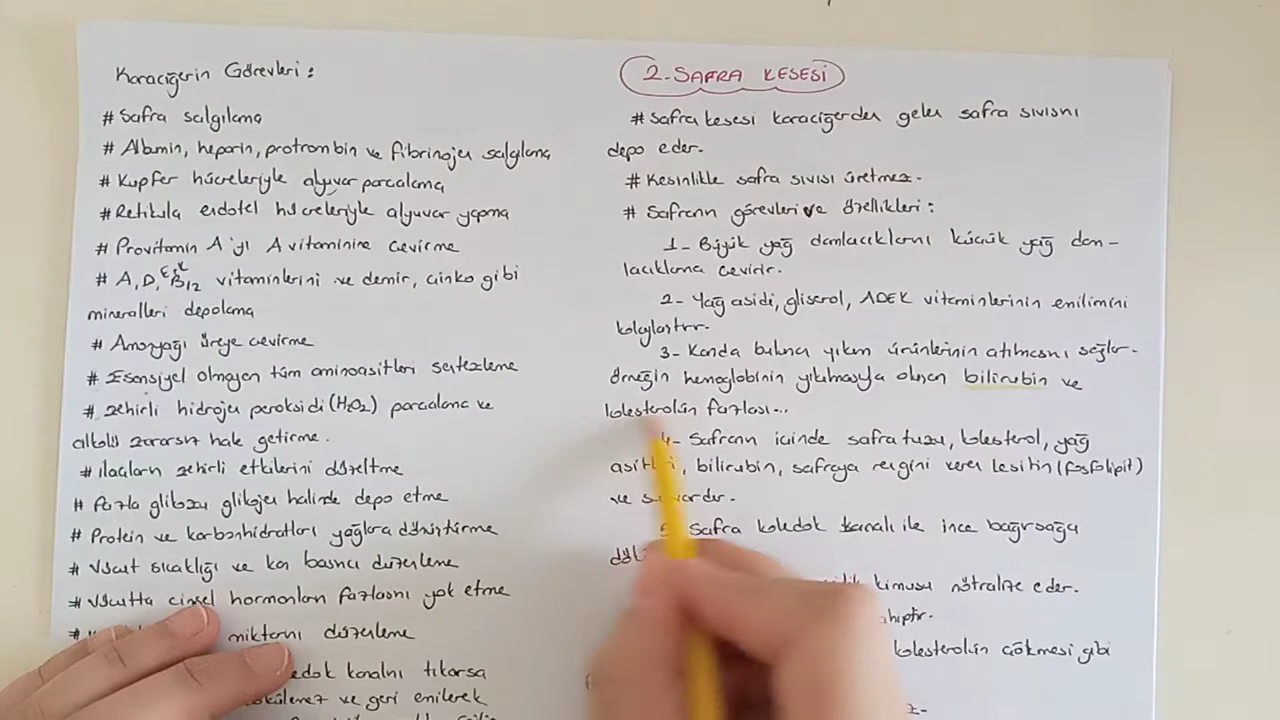 Karaciğerin Görevleri:
# Safra salgılama
# Albumin, heparin, protrombin ve fibrinojen salgılama
# Kupfer hücreleriyle alyuvar parçalama
# Retikula endotel hücreleriyle alyuvar yapma
# Provitamin A'yı A vitaminine çevirme
# A, D, E, K B12 vitaminlerini ve demir, çinko gibi
mineralleri depolama
# Amonyağı üreye çevirme
# Esansiyel olmayan tüm aminoasitleri sentezleme
# Zehirli hidrojen peroksidi (H2O2) parçalama ve
alkolü zararsız hale getirme.
# ilaçların zehirli etkilerini düzeltme
# Fazla glikozu glikojen halinde depo etme
# Protein ve karbonhidratları yağlara dönüştürme
# Vücut sıcaklığı ve kan basıncı düzenleme
# Vücutta cinsel hormonların fazlasını yok etme
# miktarını düzenleme
kanalını tıkarsa
ve geri emilerek
2. SAFRA KESESİ
# Safra kesesi karaciğerden gelen safra sıvısını
depo eder.
# Kesinlikle safra sıvısı üretmez.
# Safranın görevleri ve özellikleri:
1- Büyük yağ damlacıklarını küçük yağ dam-
lacıklarına çevirir.
2- Yağ asidi, gliserol, ADEK vitaminlerinin emilimini
kolaylaştırır.
3- Kanda bulunan yıkım ürünlerinin atılmasını sağlar.
Örneğin hemoglobinin yıkılmasıyla oluşan bilirubin ve
kolesterolün fazlası...
4- Safranın içinde safra tuzu, kolesterol, yağ
bilirubin, safraya rengini veren lesitin (fosfolipit)
ve
Safra koledok kanalı ile ince bağırsağa
kimusu nötralize eder.
kolesterolün çökmesi gibi